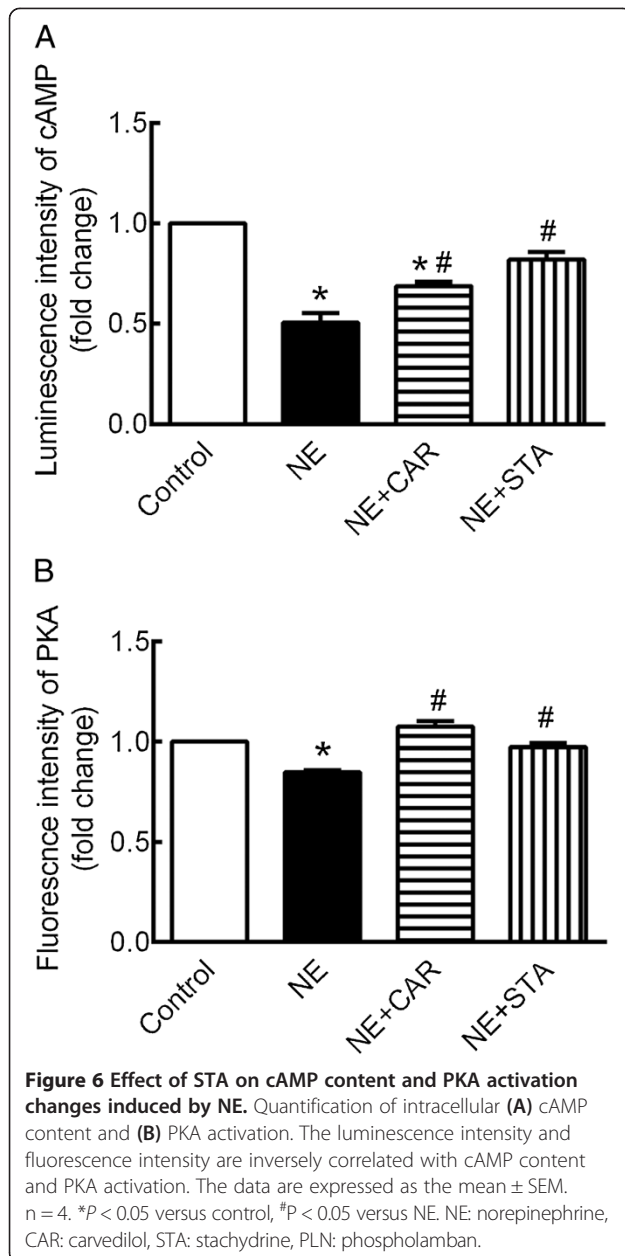 A
Luminescence intensity of cAMP
(fold change)
1.5
1.0
0.5
0.0
Control
NE
NE+CAR
NE+STA
*
* #
#
B
Fluorescnce intensity of PKA
(fold change)
1.5
1.0
0.5
0.0
Control
NE
NE+CAR
NE+STA
*
#
#
Figure 6 Effect of STA on cAMP content and PKA activation
changes induced by NE. Quantification of intracellular (A) cAMP
content and (B) PKA activation. The luminescence intensity and
fluorescence intensity are inversely correlated with cAMP content
and PKA activation. The data are expressed as the mean ± SEM.
n = 4. *P < 0.05 versus control, #P < 0.05 versus NE. NE: norepinephrine,
CAR: carvedilol, STA: stachydrine, PLN: phospholamban.